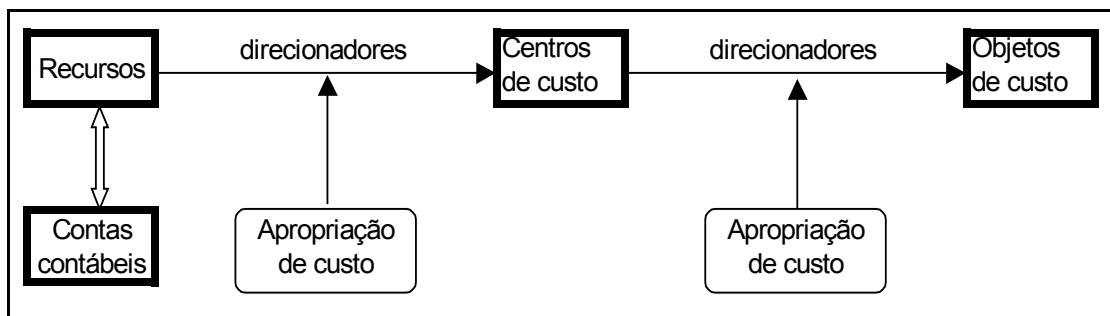 Recursos
direcionadores
Centros
de custo
direcionadores
Objetos
de custo
Contas
contábeis
Apropriação
de custo
Apropriação
de custo